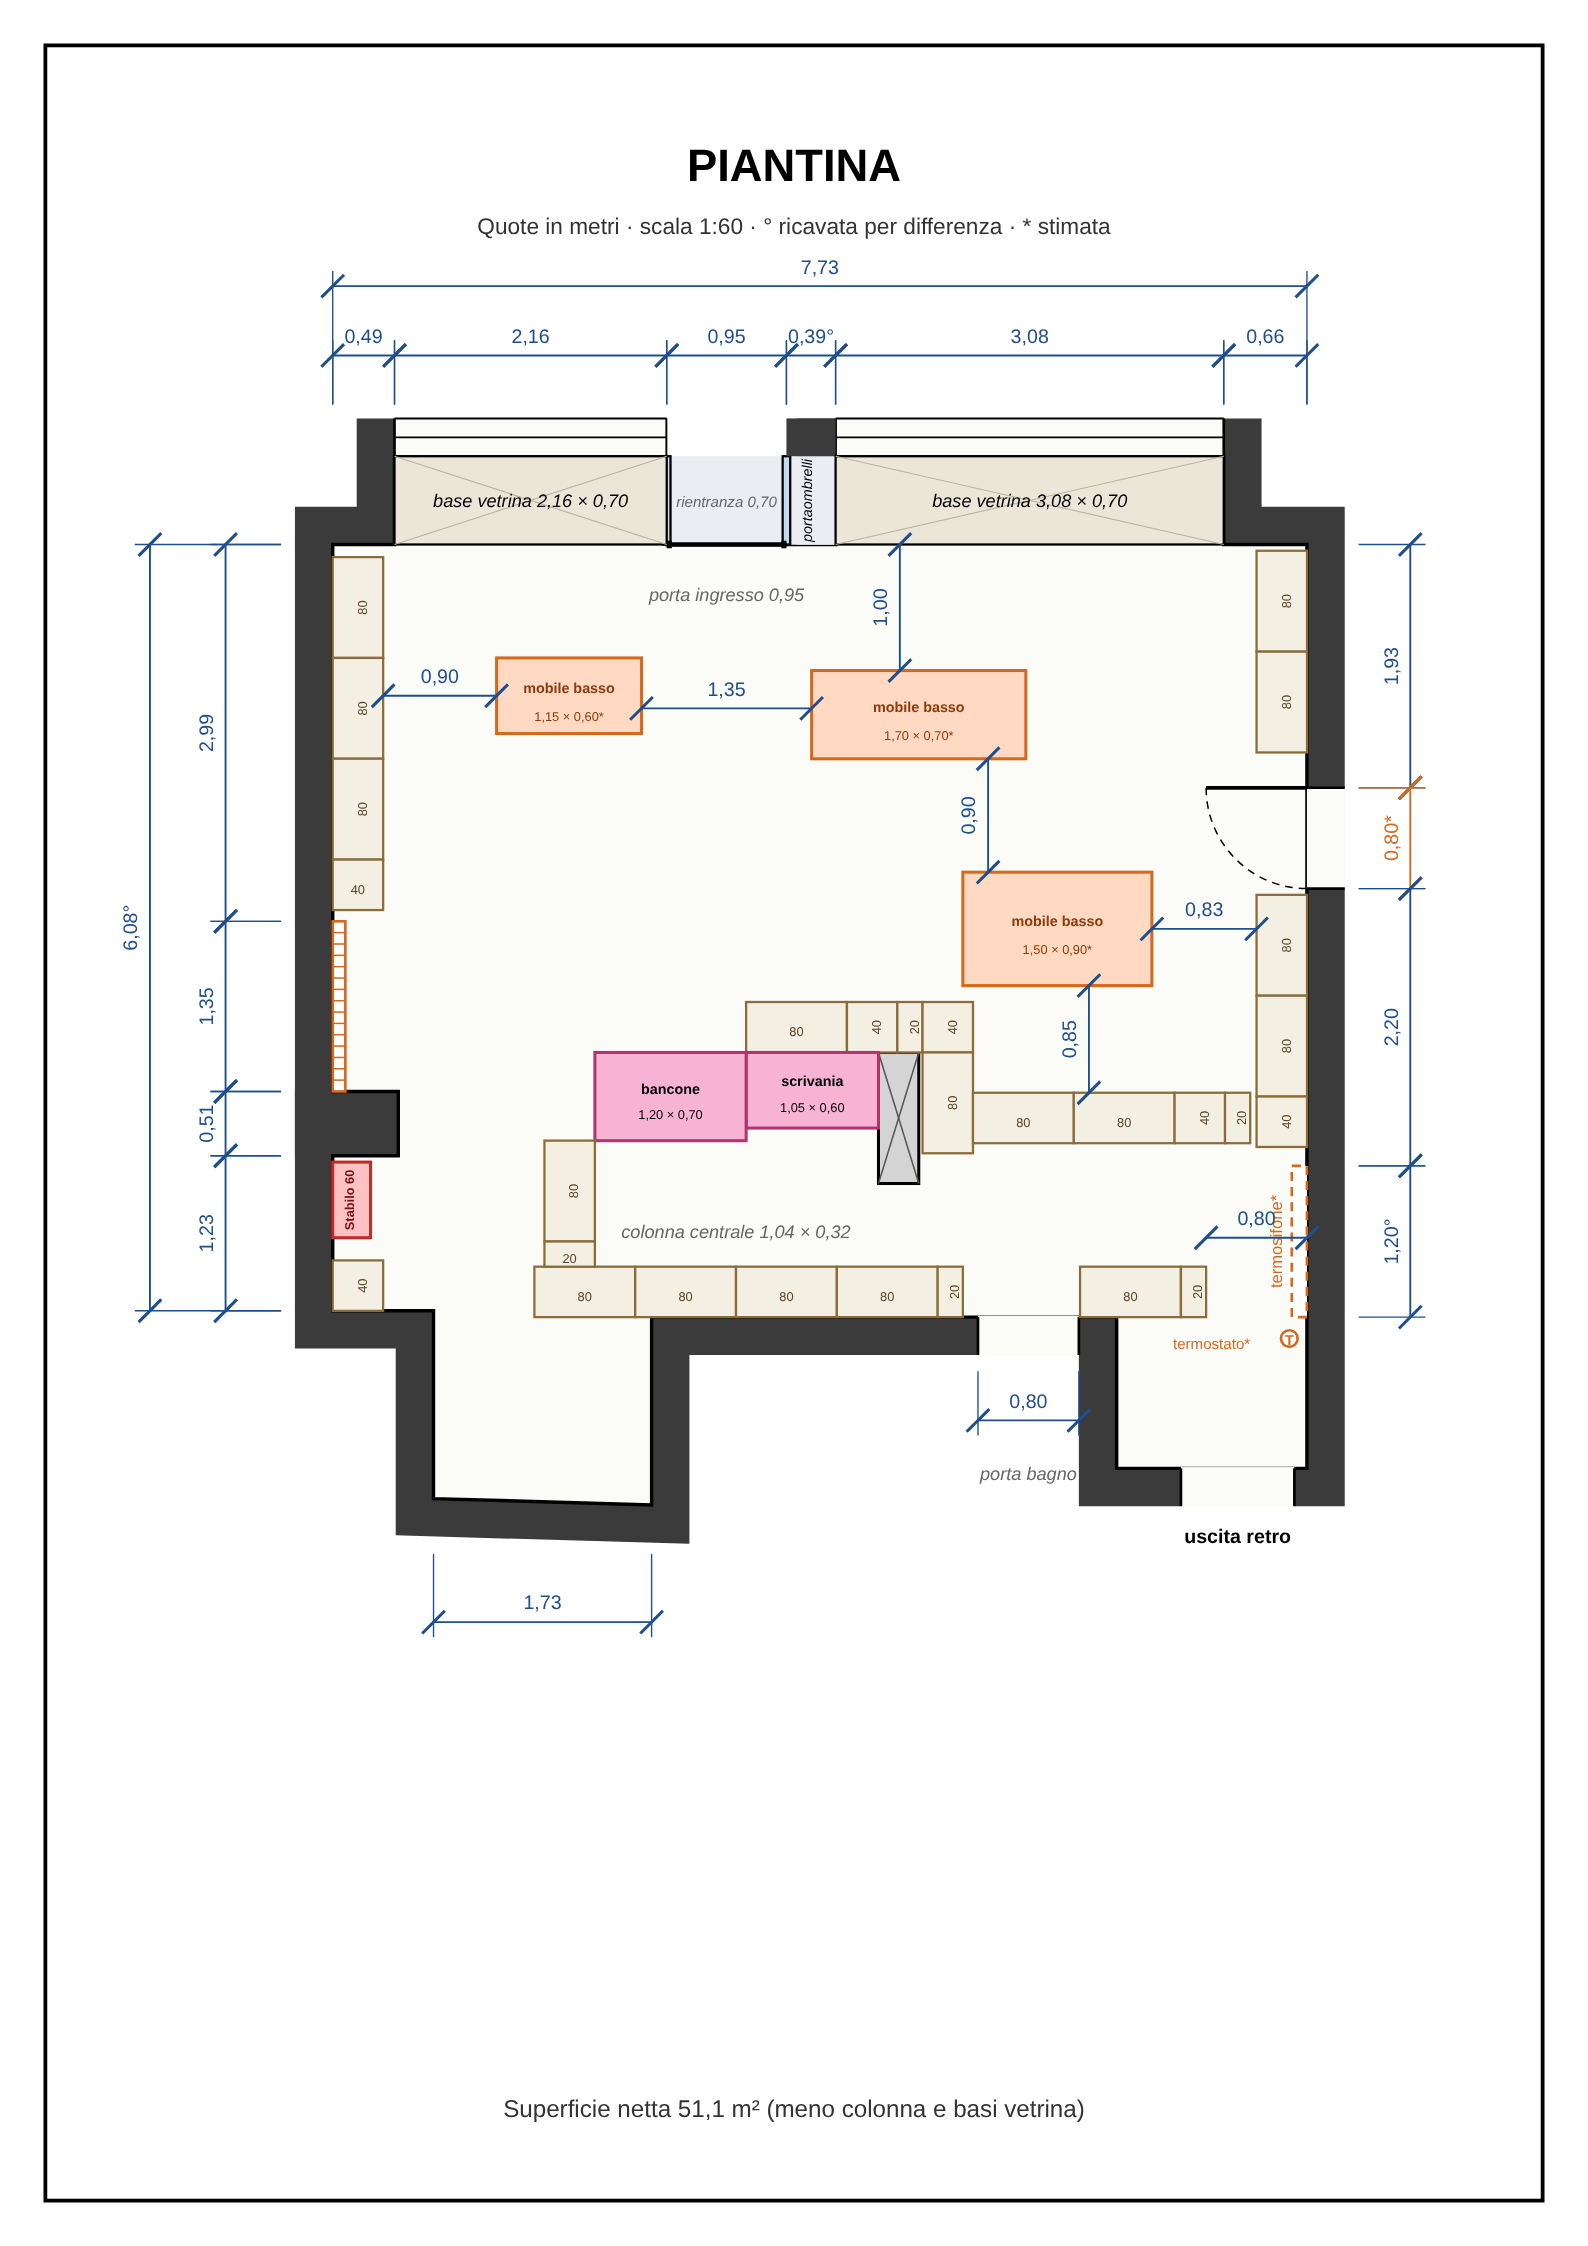 PIANTINA
Quote in metri · scala 1:60 · ° ricavata per differenza · * stimata
7,73
0,49
2,16
0,95
0,39°
3,08
0,66
base vetrina 2,16 × 0,70
rientranza 0,70
portaombrelli
base vetrina 3,08 × 0,70
porta ingresso 0,95
1,00
80
80
80
40
80
80
0,90
mobile basso
1,15 × 0,60*
1,35
mobile basso
1,70 × 0,70*
0,90
mobile basso
1,50 × 0,90*
0,83
0,85
6,08°
2,99
1,35
0,51
1,23
1,93
0,80*
2,20
1,20°
80
40
20
40
80
80
80
40
bancone
1,20 × 0,70
scrivania
1,05 × 0,60
80
80
40
20
Stabilo 60
40
80
20
colonna centrale 1,04 × 0,32
80
80
80
80
20
80
20
0,80
termosifone*
termostato*
T
0,80
porta bagno
uscita retro
1,73
Superficie netta 51,1 m² (meno colonna e basi vetrina)